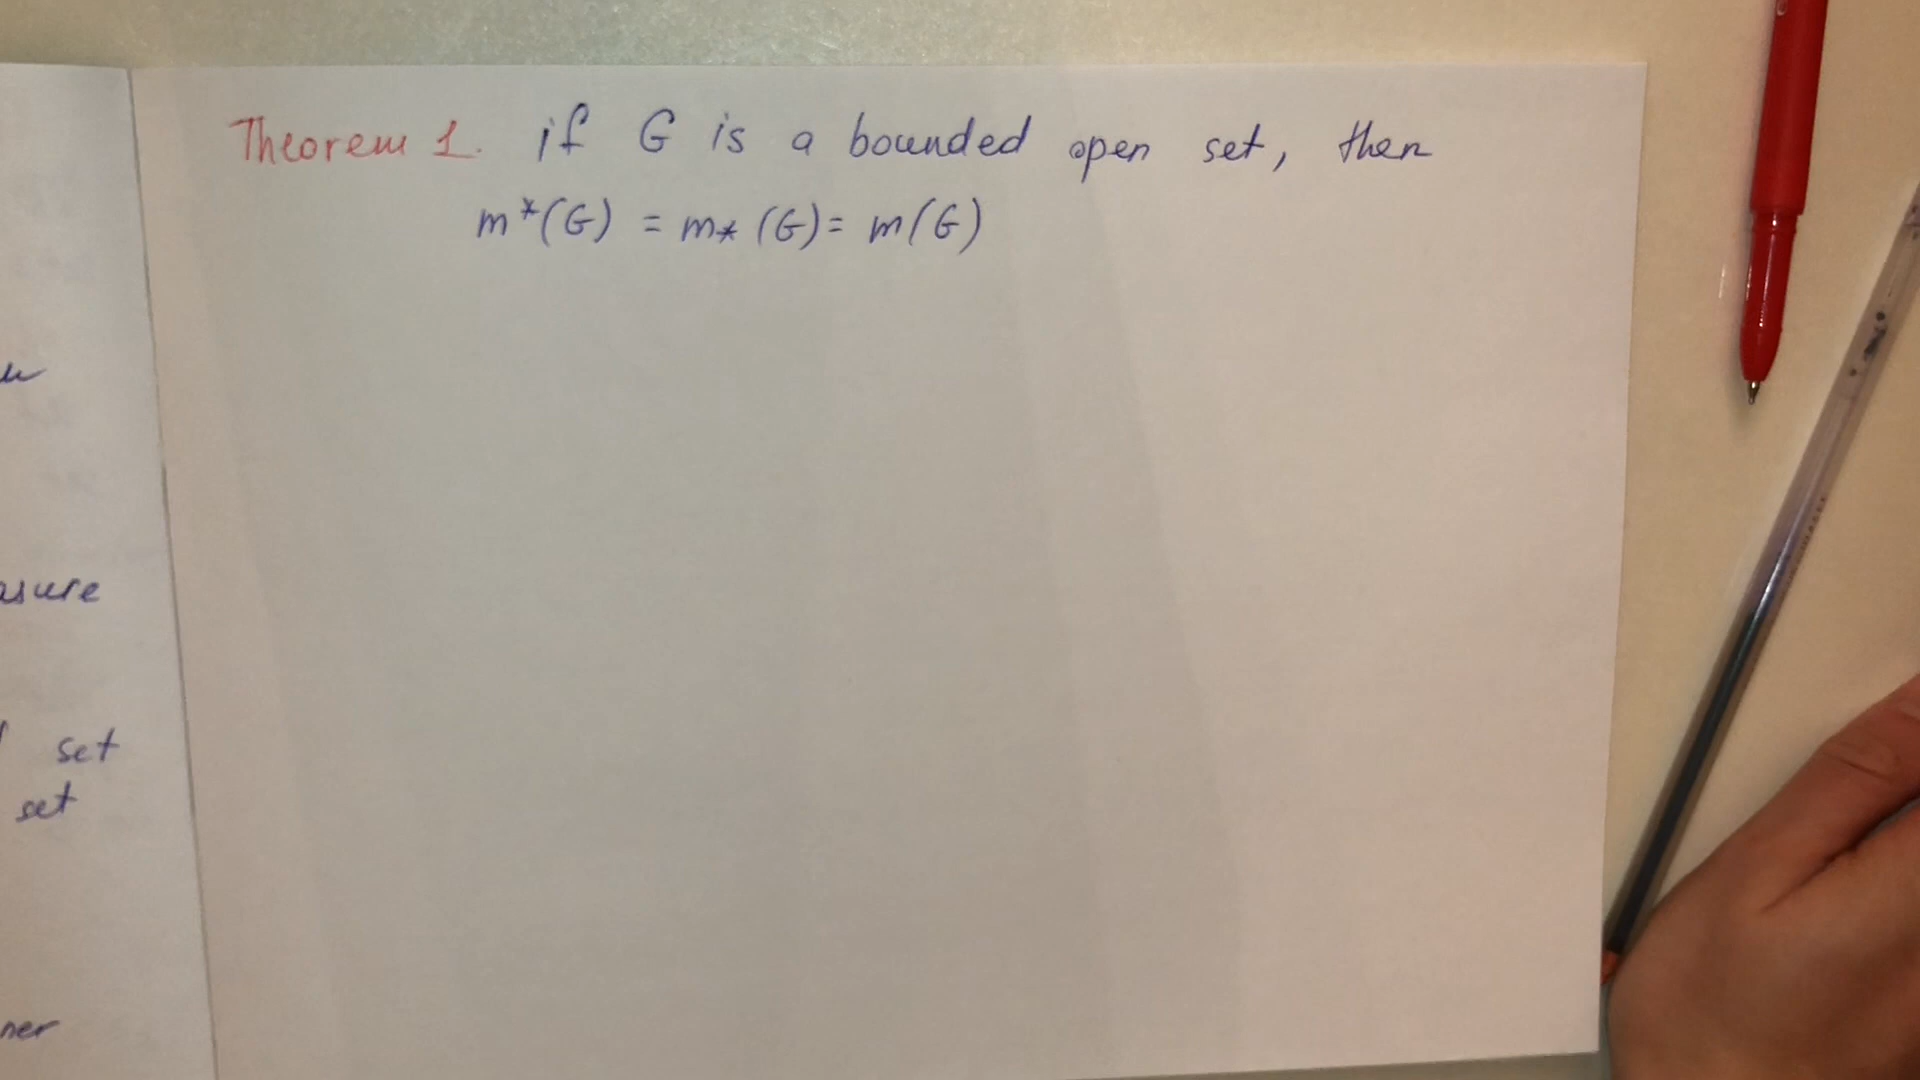 set
set
Theorem 1. if G is a bounded open set, then
m*(G) = m⁎(G) = m(G)